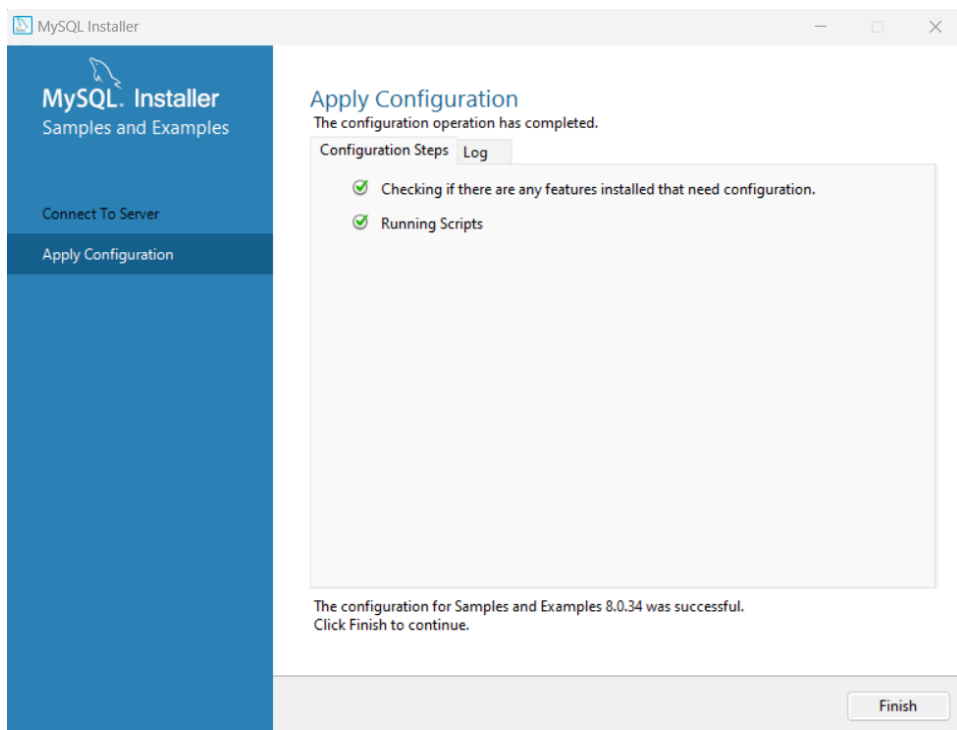 MySQL Installer
MySQL. Installer
Samples and Examples
Connect To Server
Apply Configuration
Apply Configuration
The configuration operation has completed.
Configuration Steps
Log
Checking if there are any features installed that need configuration.
Running Scripts
The configuration for Samples and Examples 8.0.34 was successful.
Click Finish to continue.
Finish